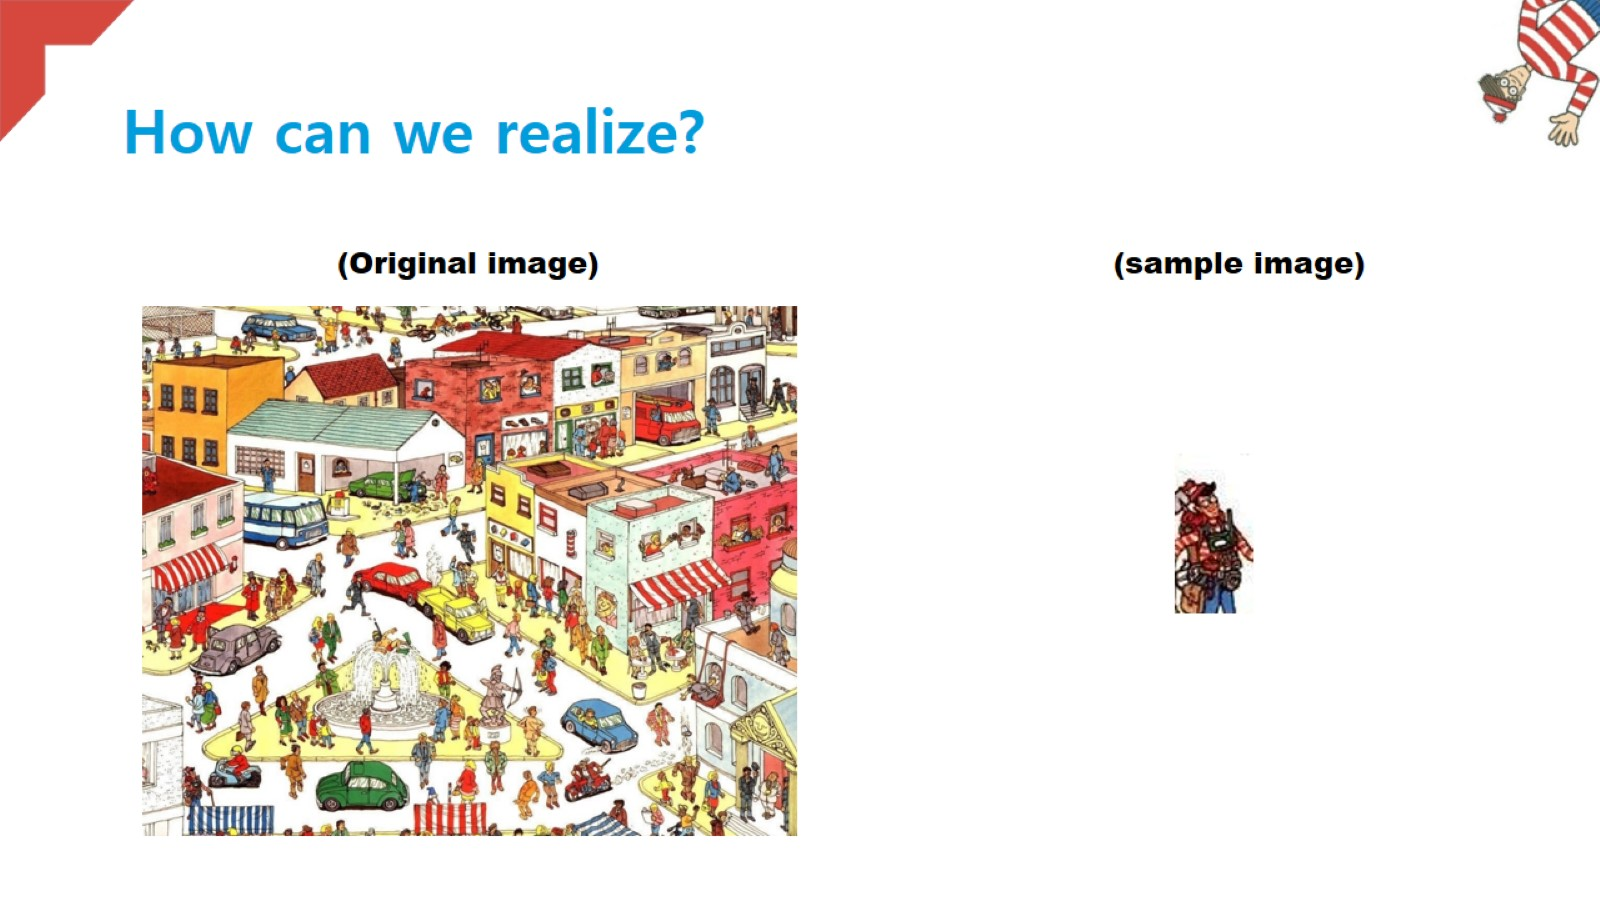 How can we realize?
(Original image)
(sample image)